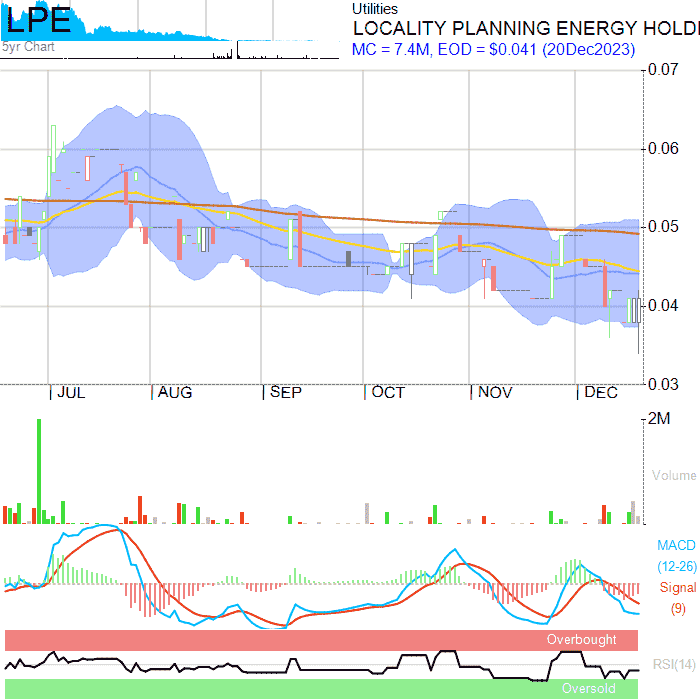 LPE
5yr Chart
Utilities
LOCALITY PLANNING ENERGY HOLDI
MC = 7.4M, EOD = $0.041 (20Dec2023)
0.07
0.06
0.05
0.04
0.03
JUL AUG SEP OCT NOV DEC
2M
Volume
MACD
(12-26)
Signal
(9)
Overbought
RSI(14)
Oversold